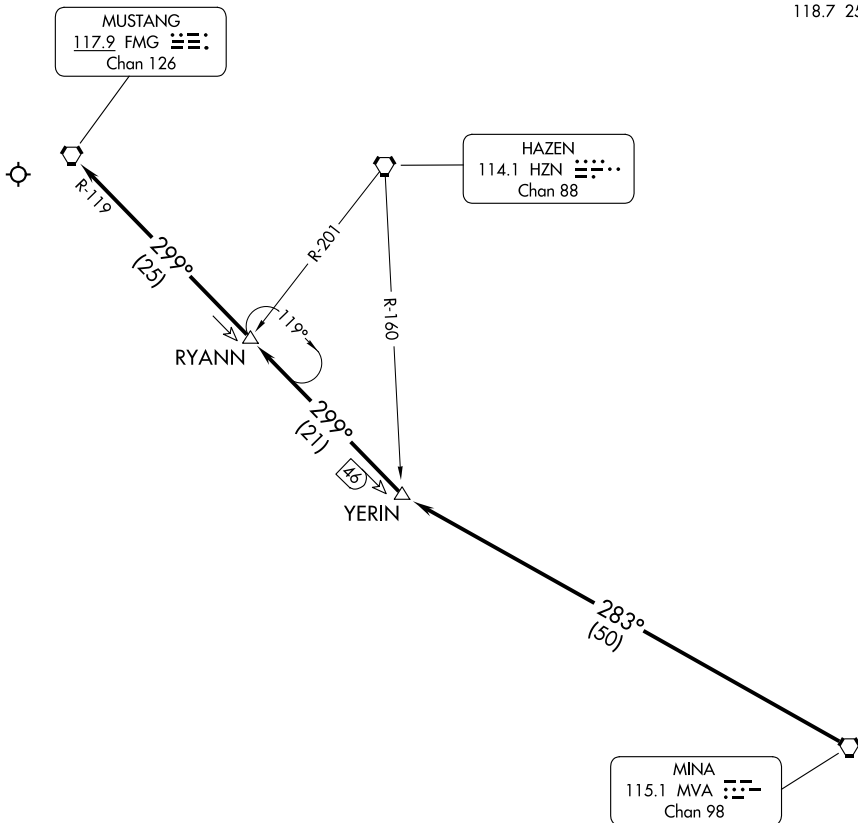 118.7 25
MUSTANG
117.9 FMG
Chan 126
HAZEN
114.1 HZN
Chan 88
R-119
299°
(25)
R-201
R-160
119°
RYANN
299°
(21)
46
YERIN
283°
(50)
MINA
115.1 MVA
Chan 98